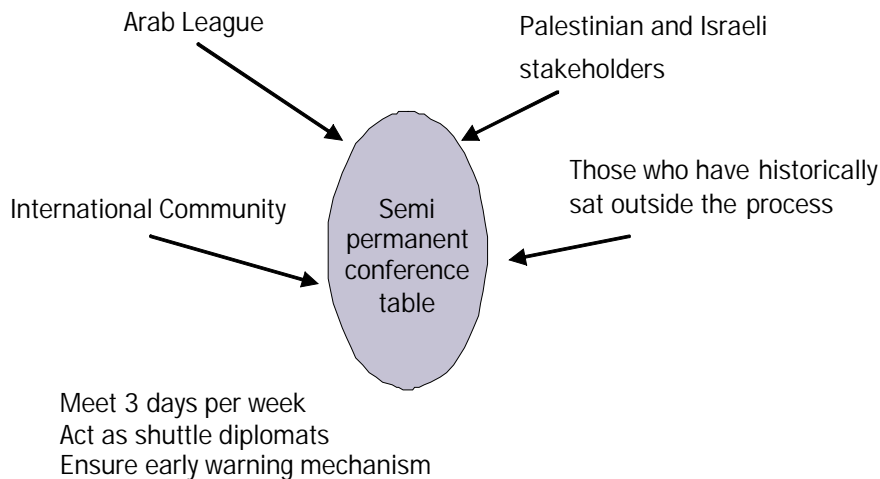 Arab League
Palestinian and Israeli
stakeholders
Those who have historically
sat outside the process
International Community
Semi
permanent
conference
table
Meet 3 days per week
Act as shuttle diplomats
Ensure early warning mechanism